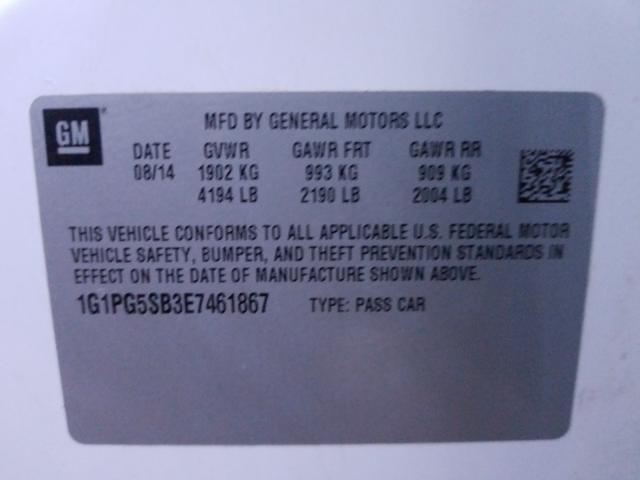 GM
MFD BY GENERAL MOTORS LLC
DATE GVWR GAWR FRT GAWR RR
08/14 1902 KG 993 KG 909 KG
4194 LB 2190 LB 2004 LB
THIS VEHICLE CONFORMS TO ALL APPLICABLE U.S. FEDERAL MOTOR
VEHICLE SAFETY, BUMPER, AND THEFT PREVENTION STANDARDS IN
EFFECT ON THE DATE OF MANUFACTURE SHOWN ABOVE.
1G1PG5SB3E7461867 TYPE: PASS CAR